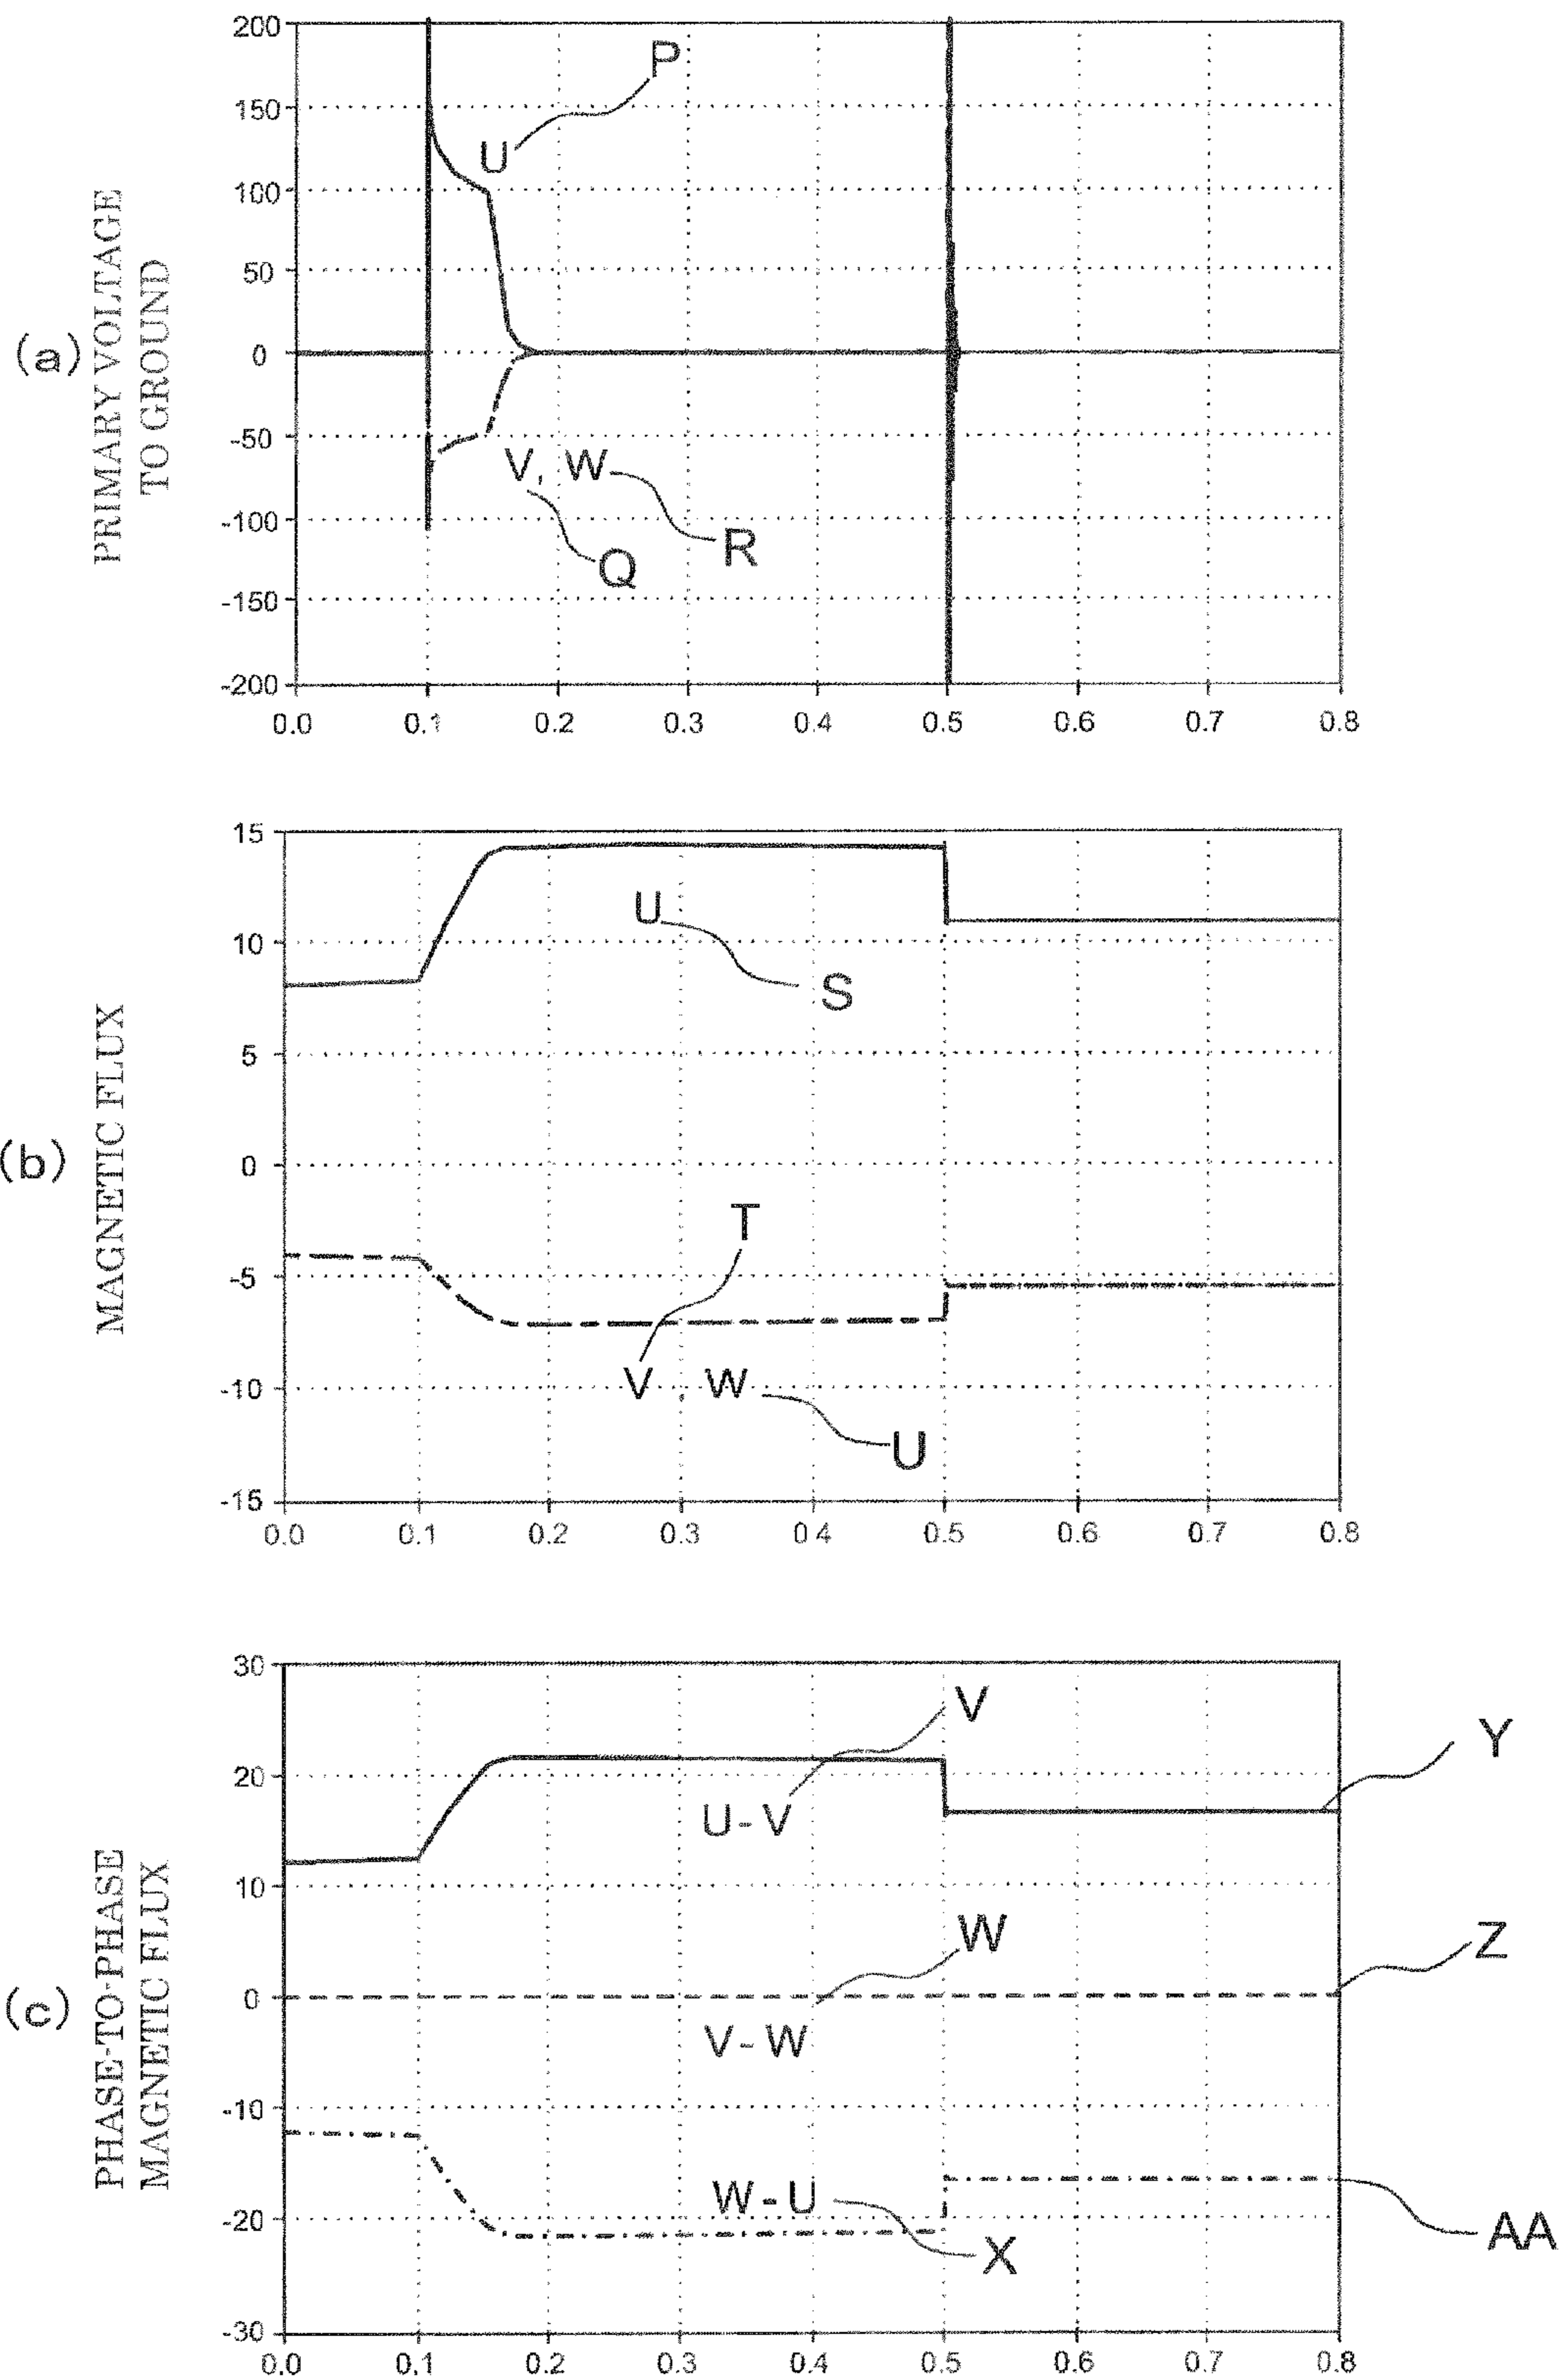 (a)
PRIMARY VOLTAGE
TO GROUND
200
150
100
50
0
-50
-100
-150
-200
P
U
V, W
R
Q
0.0 0.1 0.2 0.3 0.4 0.5 0.6 0.7 0.8
(b)
MAGNETIC FLUX
15
10
5
0
-5
-10
-15
U
S
T
V , W
U
0.0 0.1 0.2 0.3 0 4 0.5 0.6 0.7 0.8
(c)
PHASE-TO-PHASE
MAGNETIC FLUX
30
20
10
0
-10
-20
-30
V
Y
U-V
W
Z
V-W
W-U
X
AA
0.0 0.1 0.2 0.3 0.4 0.5 0.6 0.7 0.8